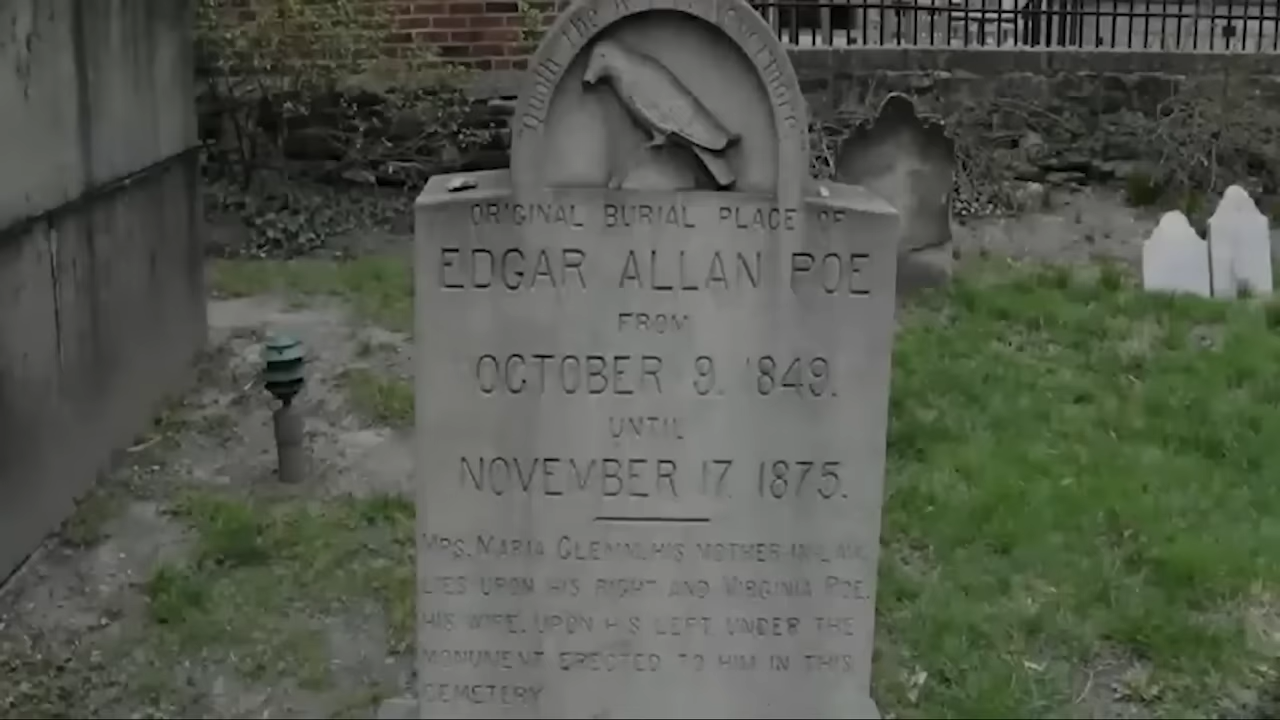 Quoth the Raven Nevermore
ORIGINAL BURIAL PLACE OF
EDGAR ALLAN POE
FROM
OCTOBER 9. 1849.
UNTIL
NOVEMBER 17. 1875.
MRS. MARIA CLEMM, HIS MOTHER-IN-LAW,
LIES UPON HIS RIGHT AND VIRGINIA POE,
HIS WIFE, UPON HIS LEFT, UNDER THE
MONUMENT ERECTED TO HIM IN THIS
CEMETERY